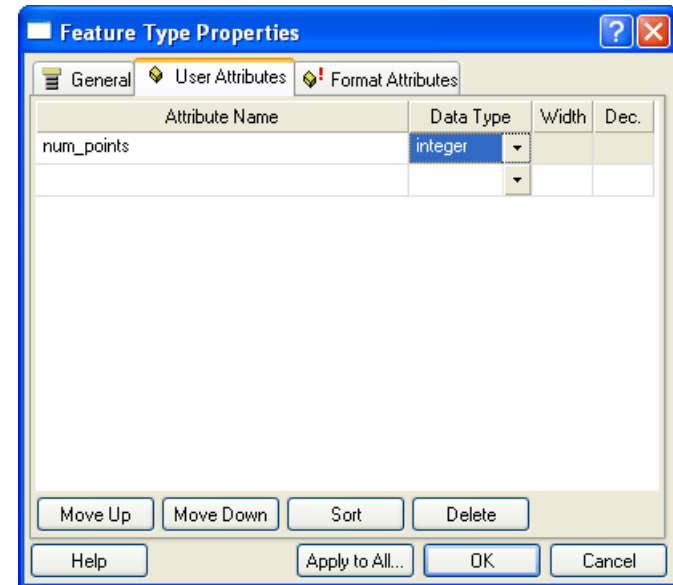 Feature Type Properties
General User Attributes Format Attributes
Attribute Name Data Type Width Dec.
num_points integer
Move Up Move Down Sort Delete
Help Apply to All... OK Cancel